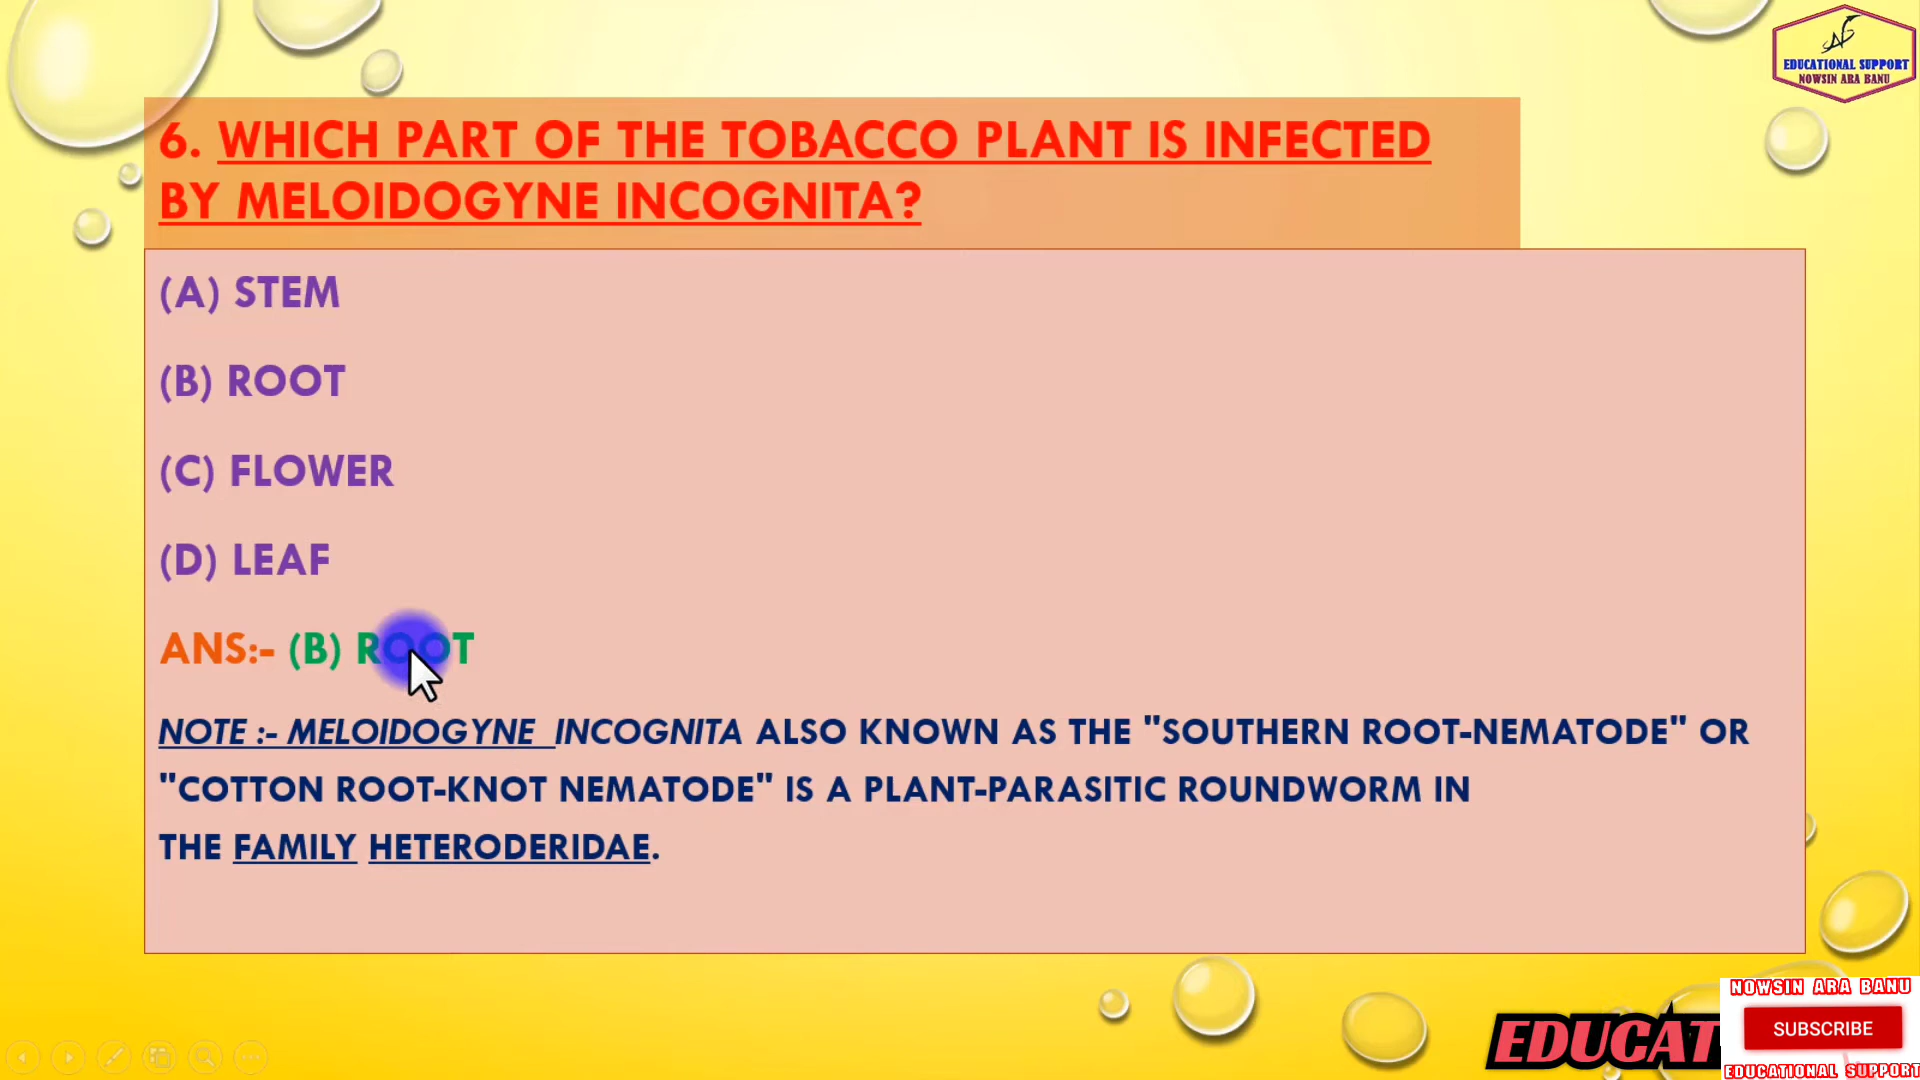 EDUCATIONAL SUPPORT
NOWSIN ARA BANU
6. WHICH PART OF THE TOBACCO PLANT IS INFECTED
BY MELOIDOGYNE INCOGNITA?
(A) STEM
(B) ROOT
(C) FLOWER
(D) LEAF
ANS:- (B) ROOT
NOTE :- MELOIDOGYNE INCOGNITA ALSO KNOWN AS THE "SOUTHERN ROOT-NEMATODE" OR
"COTTON ROOT-KNOT NEMATODE" IS A PLANT-PARASITIC ROUNDWORM IN
THE FAMILY HETERODERIDAE.
EDUCAT
NOWSIN ARA BANU
SUBSCRIBE
EDUCATIONAL SUPPORT